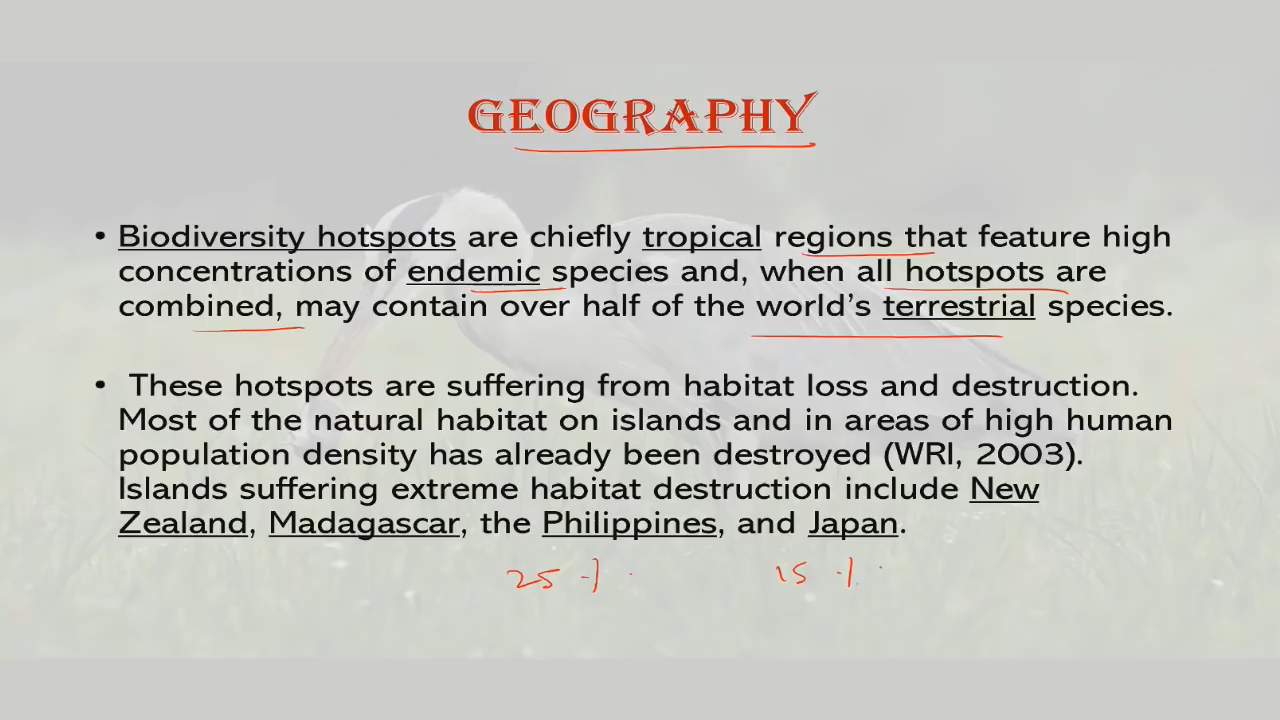 GEOGRAPHY
• Biodiversity hotspots are chiefly tropical regions that feature high
concentrations of endemic species and, when all hotspots are
combined, may contain over half of the world's terrestrial species.
• These hotspots are suffering from habitat loss and destruction.
Most of the natural habitat on islands and in areas of high human
population density has already been destroyed (WRI, 2003).
Islands suffering extreme habitat destruction include New
Zealand, Madagascar, the Philippines, and Japan.
25 % 15 %